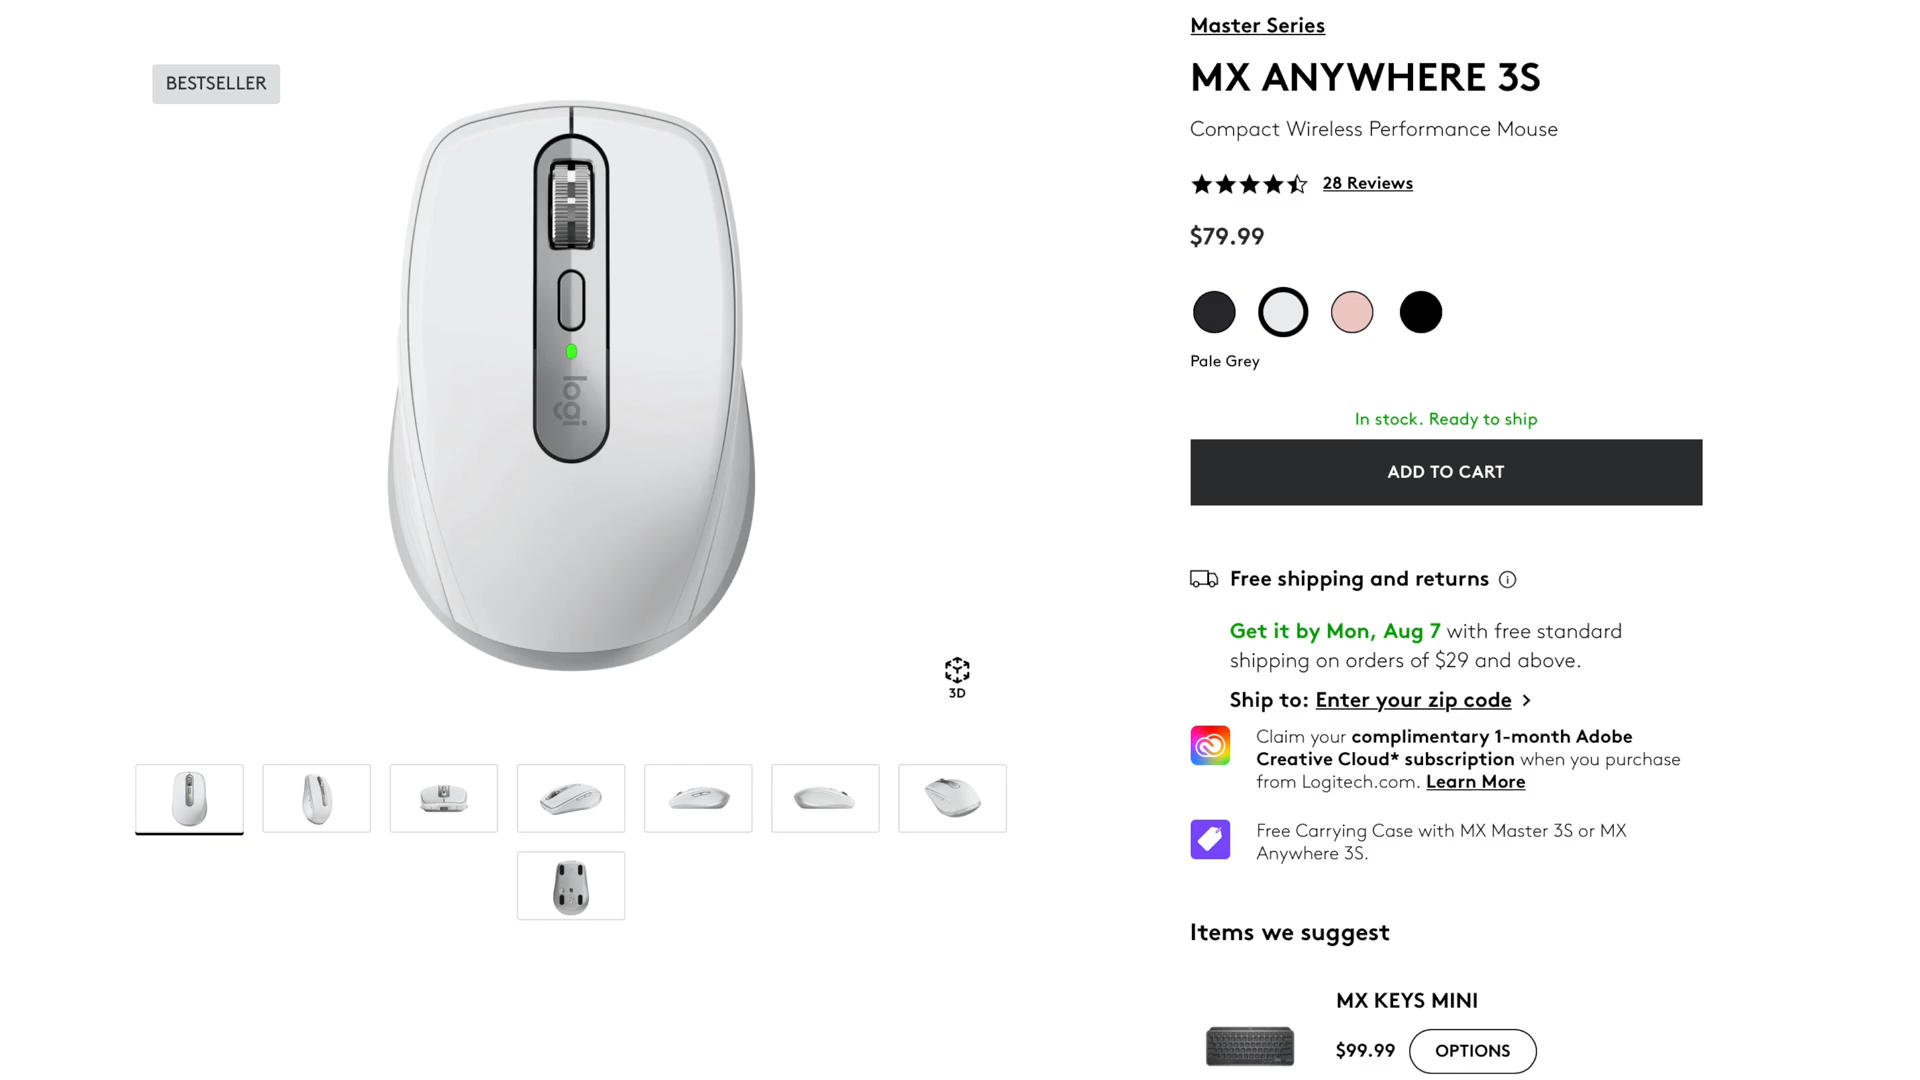 BESTSELLER
logi
3D
Master Series
MX ANYWHERE 3S
Compact Wireless Performance Mouse
28 Reviews
$79.99
Pale Grey
In stock. Ready to ship
ADD TO CART
Free shipping and returns
Get it by Mon, Aug 7 with free standard
shipping on orders of $29 and above.
Ship to: Enter your zip code
Claim your complimentary 1-month Adobe
Creative Cloud* subscription when you purchase
from Logitech.com. Learn More
Free Carrying Case with MX Master 3S or MX
Anywhere 3S.
Items we suggest
MX KEYS MINI
$99.99 OPTIONS